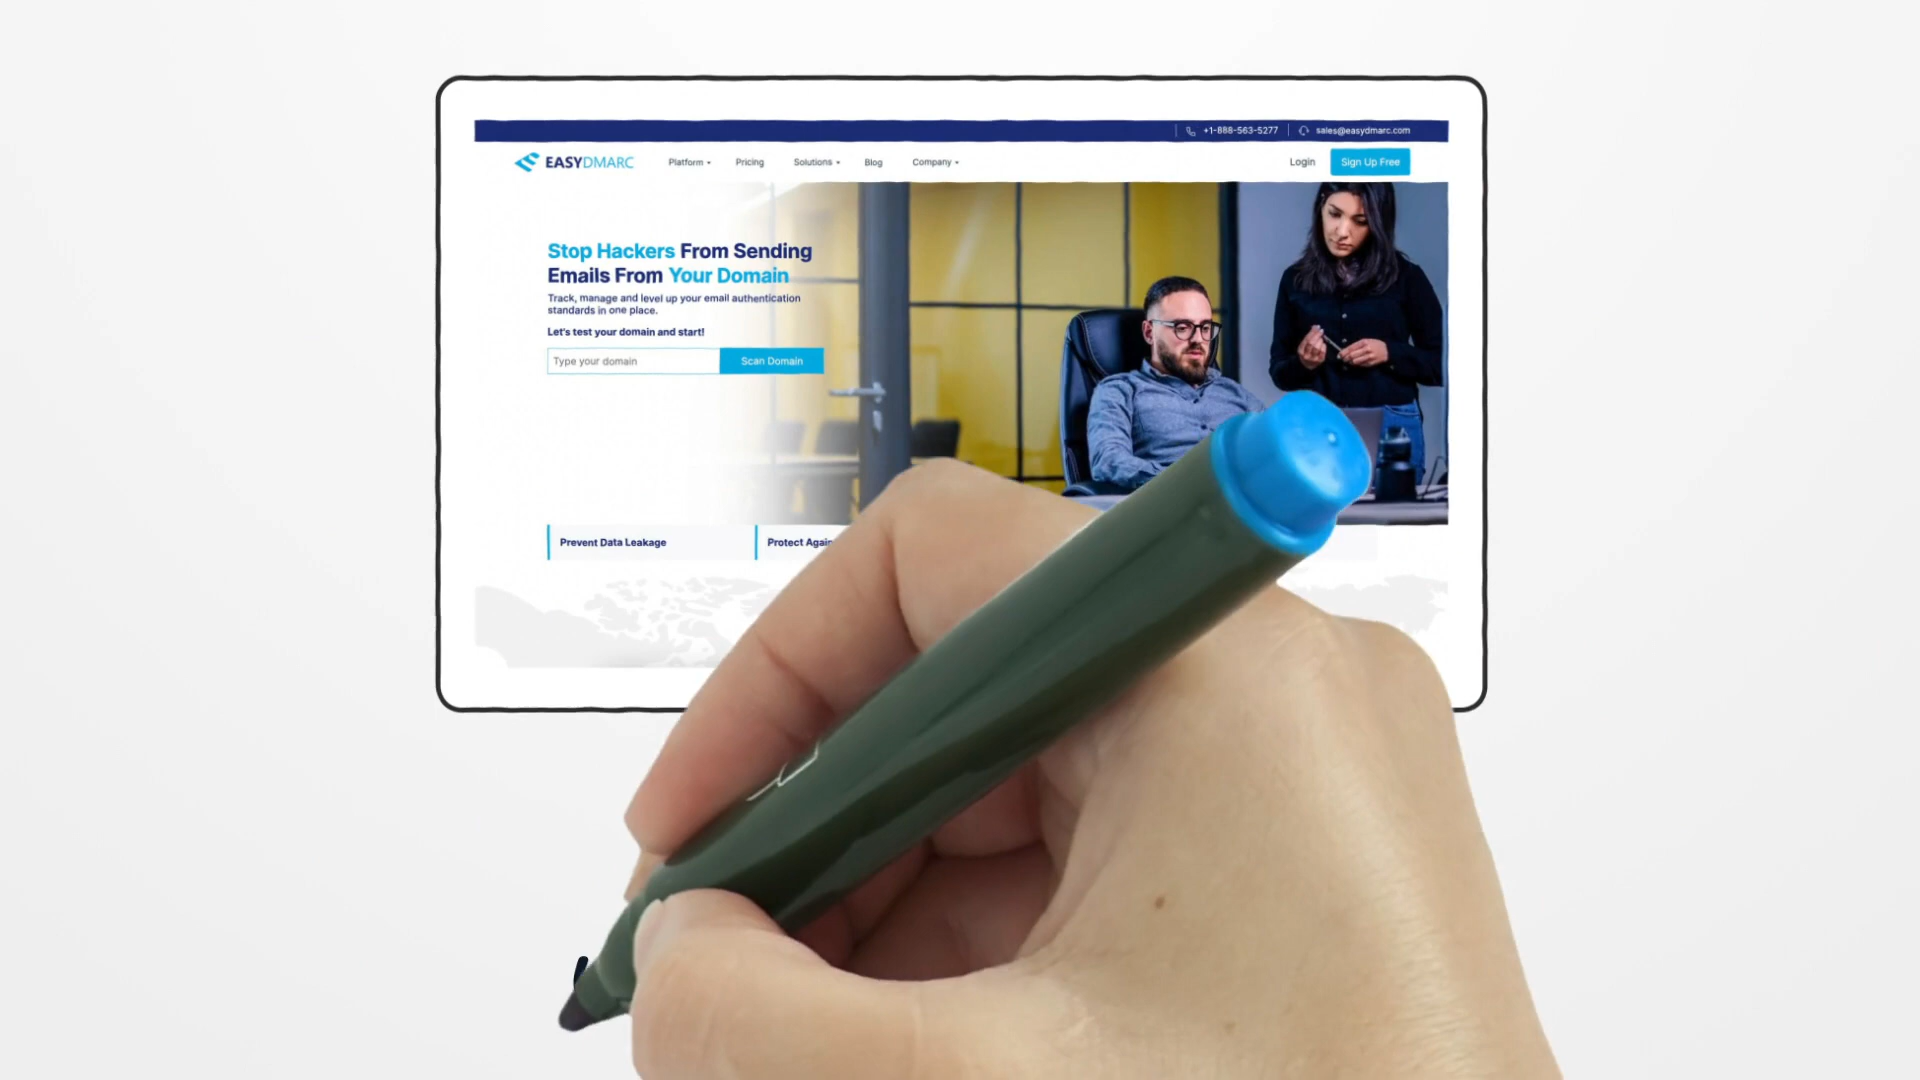 +1-888-563-5277 sales@easydmarc.com
EASYDMARC Platform Pricing Solutions Blog Company Login Sign Up Free
Stop Hackers From Sending
Emails From Your Domain
Track, manage and level up your email authentication
standards in one place.
Let's test your domain and start!
Type your domain Scan Domain
Prevent Data Leakage Protect